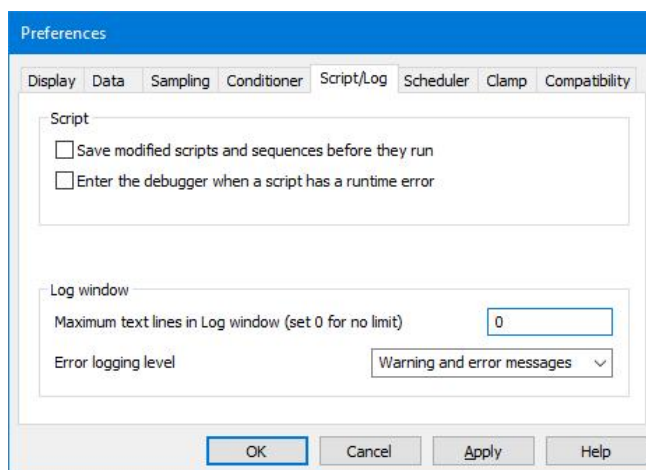 Preferences
Display Data Sampling Conditioner Script/Log Scheduler Clamp Compatibility
Script
Save modified scripts and sequences before they run
Enter the debugger when a script has a runtime error
Log window
Maximum text lines in Log window (set 0 for no limit) 0
Error logging level Warning and error messages
OK Cancel Apply Help